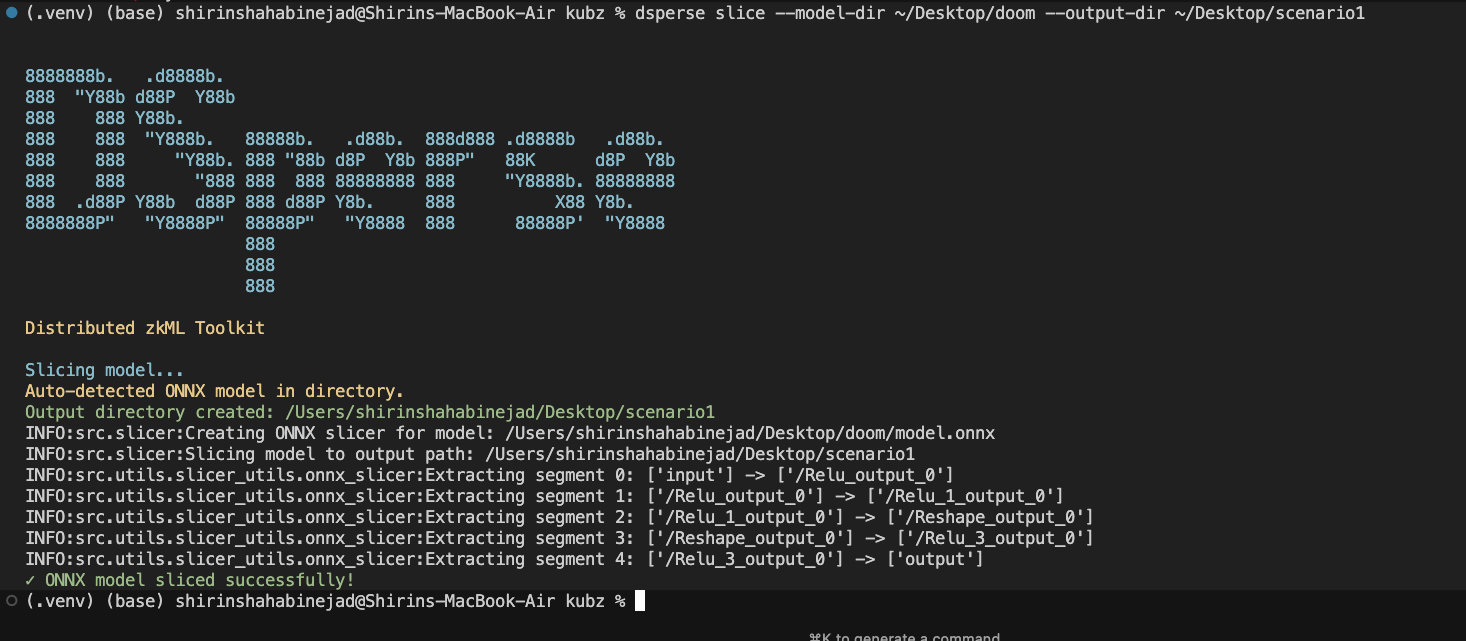 (.venv) (base) shirinshahabinejad@Shirins-MacBook-Air kubz % dsperse slice --model-dir ~/Desktop/doom --output-dir ~/Desktop/scenario1
8888888b.   .d8888b.
888  "Y88b d88P  Y88b
888    888 Y88b.
888    888  "Y888b.   88888b.   .d88b.  888d888 .d8888b   .d88b.
888    888     "Y88b. 888 "88b d8P  Y8b 888P"   88K      d8P  Y8b
888    888       "888 888  888 88888888 888     "Y8888b. 88888888
888  .d88P Y88b  d88P 888 d88P Y8b.     888          X88 Y8b.
8888888P"   "Y8888P"  88888P"   "Y8888  888      88888P'  "Y8888
                      888
                      888
                      888
Distributed zkML Toolkit
Slicing model...
Auto-detected ONNX model in directory.
Output directory created: /Users/shirinshahabinejad/Desktop/scenario1
INFO:src.slicer:Creating ONNX slicer for model: /Users/shirinshahabinejad/Desktop/doom/model.onnx
INFO:src.slicer:Slicing model to output path: /Users/shirinshahabinejad/Desktop/scenario1
INFO:src.utils.slicer_utils.onnx_slicer:Extracting segment 0: ['input'] -> ['/Relu_output_0']
INFO:src.utils.slicer_utils.onnx_slicer:Extracting segment 1: ['/Relu_output_0'] -> ['/Relu_1_output_0']
INFO:src.utils.slicer_utils.onnx_slicer:Extracting segment 2: ['/Relu_1_output_0'] -> ['/Reshape_output_0']
INFO:src.utils.slicer_utils.onnx_slicer:Extracting segment 3: ['/Reshape_output_0'] -> ['/Relu_3_output_0']
INFO:src.utils.slicer_utils.onnx_slicer:Extracting segment 4: ['/Relu_3_output_0'] -> ['output']
✓ ONNX model sliced successfully!
(.venv) (base) shirinshahabinejad@Shirins-MacBook-Air kubz %
⌘K to generate a command